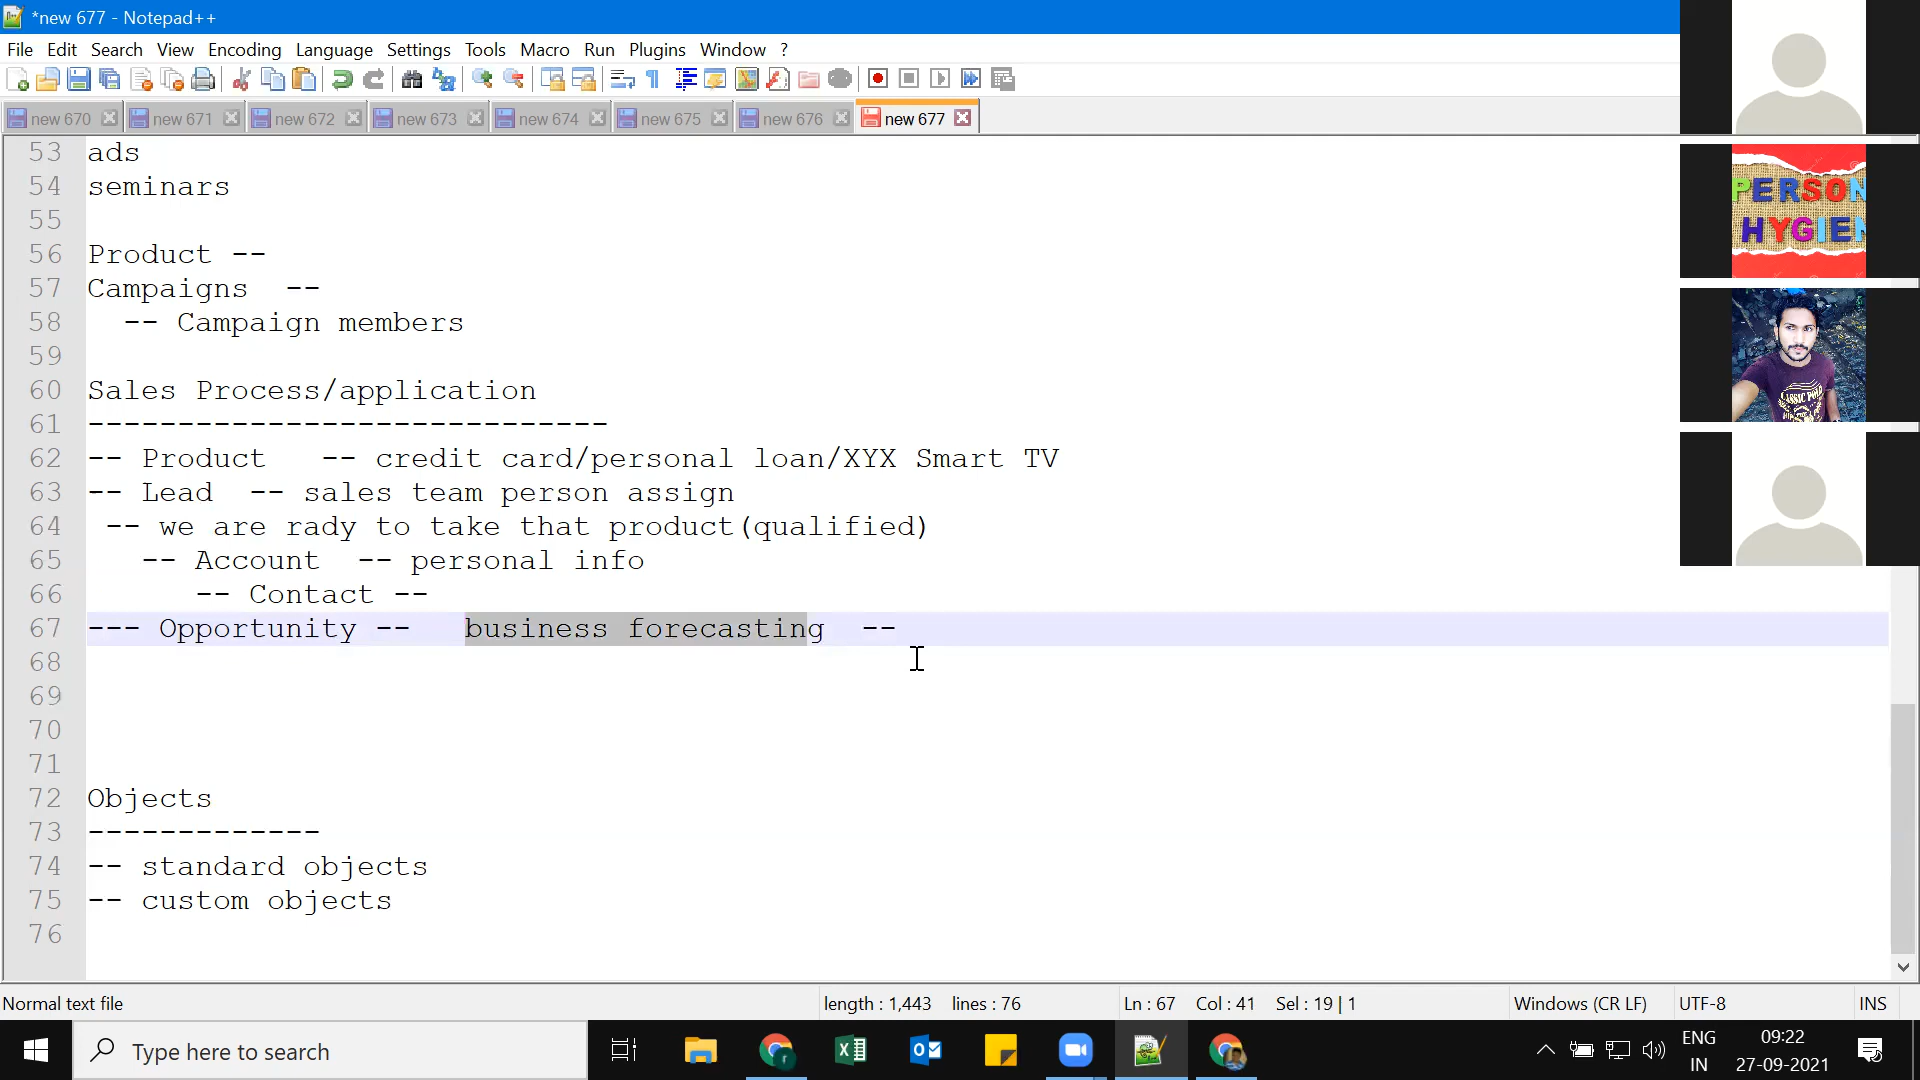 *new 677 - Notepad++
File Edit Search View Encoding Language Settings Tools Macro Run Plugins Window ?
new 670 new 671 new 672 new 673 new 674 new 675 new 676 new 677
53 ads
54 seminars
55
56 Product --
57 Campaigns --
58 -- Campaign members
59
60 Sales Process/application
61 -----------------------------
62 -- Product -- credit card/personal loan/XYX Smart TV
63 -- Lead -- sales team person assign
64 -- we are rady to take that product(qualified)
65 -- Account -- personal info
66 -- Contact --
67 --- Opportunity -- business forecasting --
68
69
70
71
72 Objects
73 -------------
74 -- standard objects
75 -- custom objects
76
PERSON
HYGIEN
CLASSIC POLO
Normal text file length : 1,443 lines : 76 Ln : 67 Col : 41 Sel : 19 | 1 Windows (CR LF) UTF-8 INS
Type here to search
ENG
IN
09:22
27-09-2021